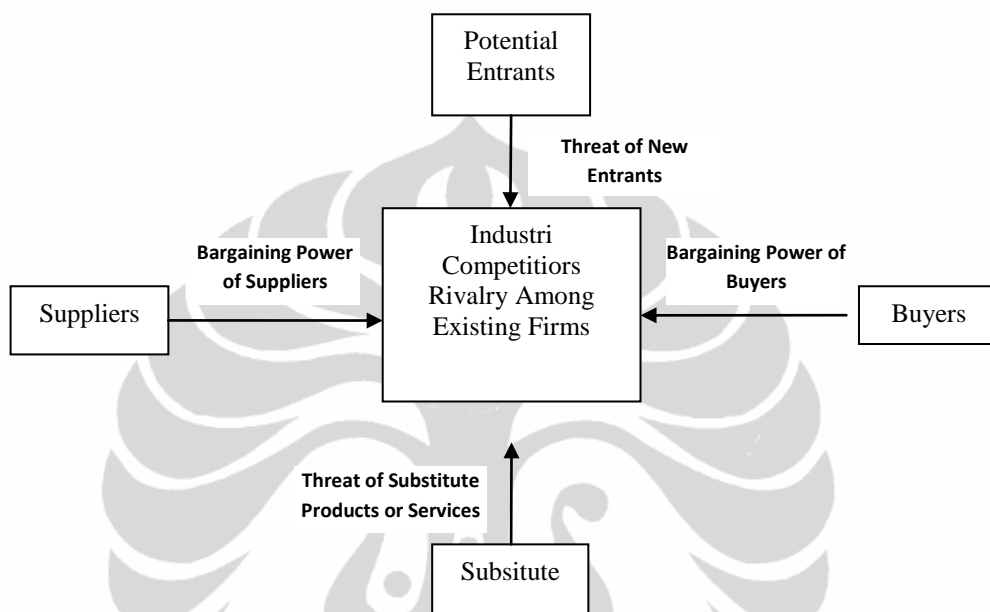 Potential
Entrants
Threat of New
Entrants
Industri
Competitiors
Rivalry Among
Existing Firms
Bargaining Power
of Suppliers
Bargaining Power of
Buyers
Suppliers
Buyers
Threat of Substitute
Products or Services
Subsitute